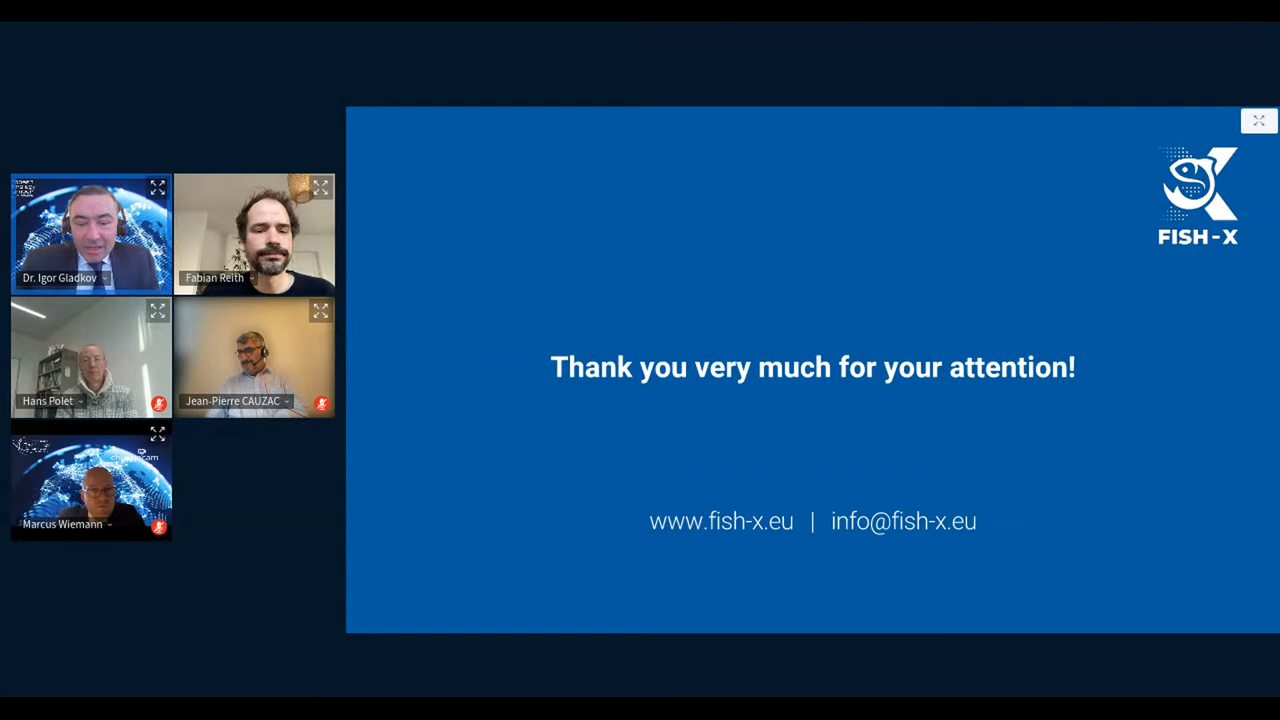 Dr. Igor Gladkov
Fabian Reith
Hans Polet
Jean-Pierre CAUZAC
Marcus Wiemann
FISH-X
Thank you very much for your attention!
www.fish-x.eu | info@fish-x.eu